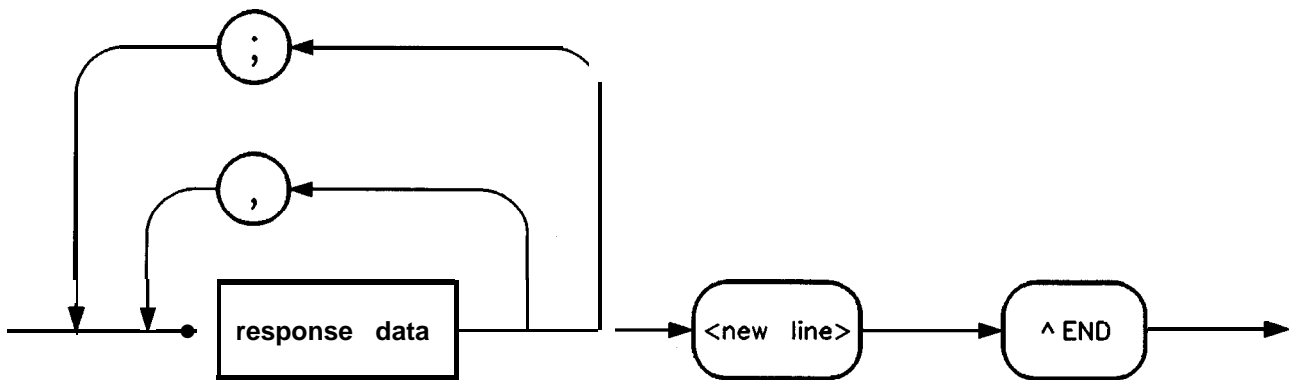 ;
,
response data
<new line>
^ END